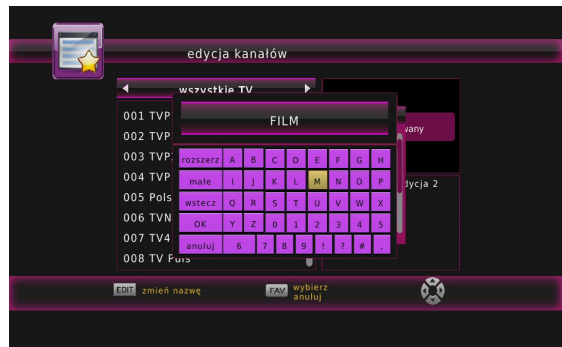 edycja kanałów
wszystkie TV
001 TVP
002 TVP
003 TVP
004 TVP
005 Pols
006 TVN
007 TV4
008 TV Puls
wany
dycja 2
FILM
rozszerz A B C D E F G H
małe I J K L M N O P
wstecz Q R S T U V W X
OK Y Z 0 1 2 3 4 5
anuluj 6 7 8 9 ! ? # .
EDIT zmień nazwę FAV wybierz
anuluj